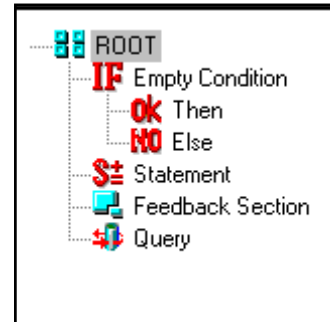 ROOT
IF Empty Condition
Ok Then
NO Else
S± Statement
Feedback Section
Query